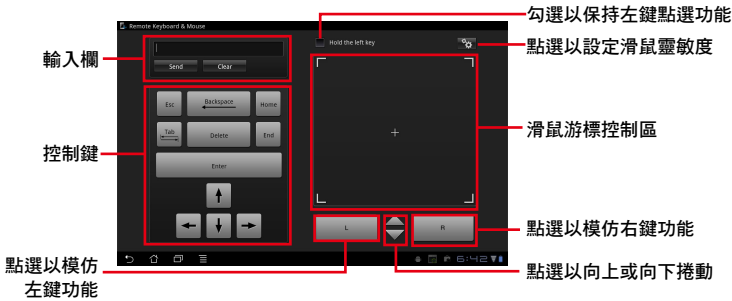 Remote Keyboard & Mouse
勾選以保持左鍵點選功能
Hold the left key
點選以設定滑鼠靈敏度
輸入欄
Send
Clear
Esc
Backspace
Home
Tab
Delete
End
滑鼠游標控制區
控制鍵
Enter
L
R
點選以模仿右鍵功能
點選以模仿
左鍵功能
點選以向上或向下捲動
6:42